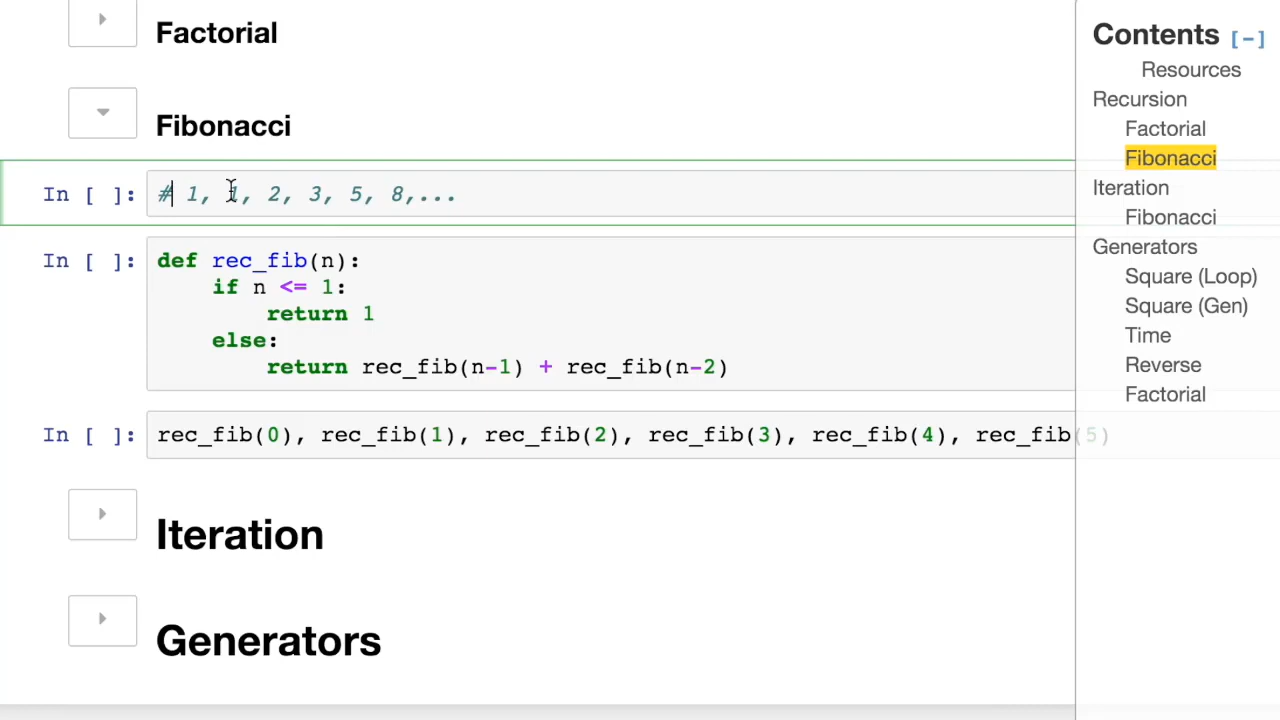 Factorial
Fibonacci
In [ ]: # 1, 1, 2, 3, 5, 8,...
In [ ]: def rec_fib(n):
if n <= 1:
return 1
else:
return rec_fib(n-1) + rec_fib(n-2)
In [ ]: rec_fib(0), rec_fib(1), rec_fib(2), rec_fib(3), rec_fib(4), rec_fib(5)
Iteration
Generators
Contents [-]
Resources
Recursion
Factorial
Fibonacci
Iteration
Fibonacci
Generators
Square (Loop)
Square (Gen)
Time
Reverse
Factorial